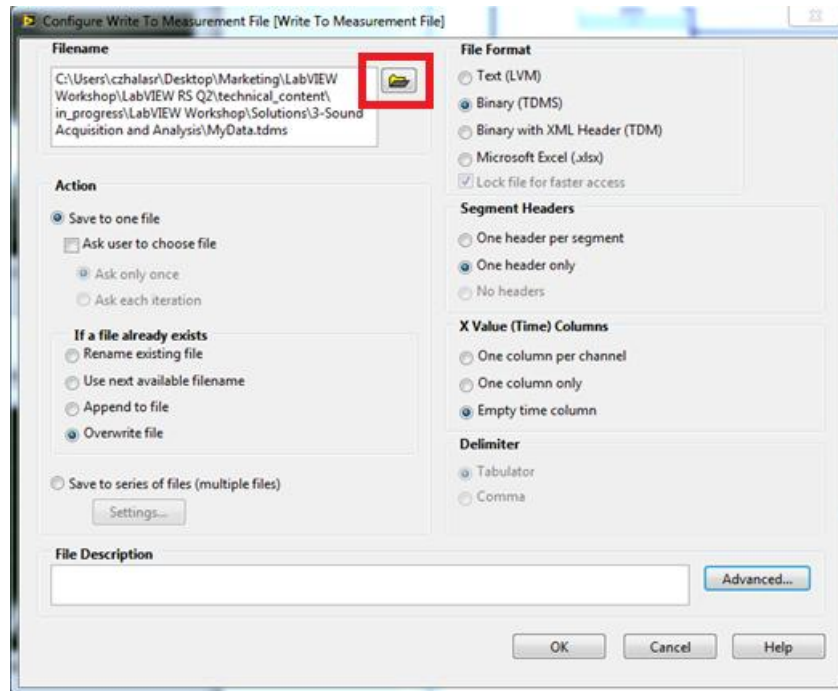 Configure Write To Measurement File [Write To Measurement File]
Filename
C:\Users\czhalasr\Desktop\Marketing\LabVIEW
Workshop\LabVIEW RS Q2\technical_content\
in_progress\LabVIEW Workshop\Solutions\3-Sound
Acquisition and Analysis\MyData.tdms
Action
Save to one file
Ask user to choose file
Ask only once
Ask each iteration
If a file already exists
Rename existing file
Use next available filename
Append to file
Overwrite file
Save to series of files (multiple files)
Settings...
File Format
Text (LVM)
Binary (TDMS)
Binary with XML Header (TDM)
Microsoft Excel (.xlsx)
Lock file for faster access
Segment Headers
One header per segment
One header only
No headers
X Value (Time) Columns
One column per channel
One column only
Empty time column
Delimiter
Tabulator
Comma
File Description
Advanced...
OK
Cancel
Help